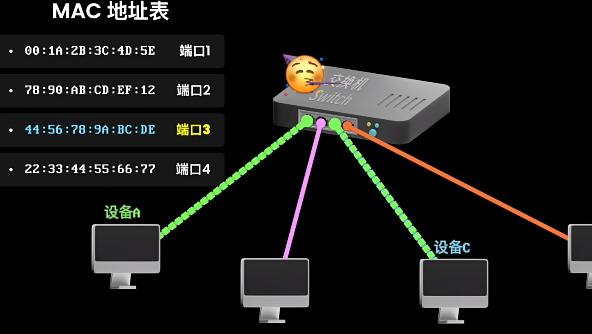 MAC 地址表
• 00:1A:2B:3C:4D:5E 端口1
• 78:90:AB:CD:EF:12 端口2
• 44:56:78:9A:BC:DE 端口3
• 22:33:44:55:66:77 端口4
交换机
Switch
设备A
设备C